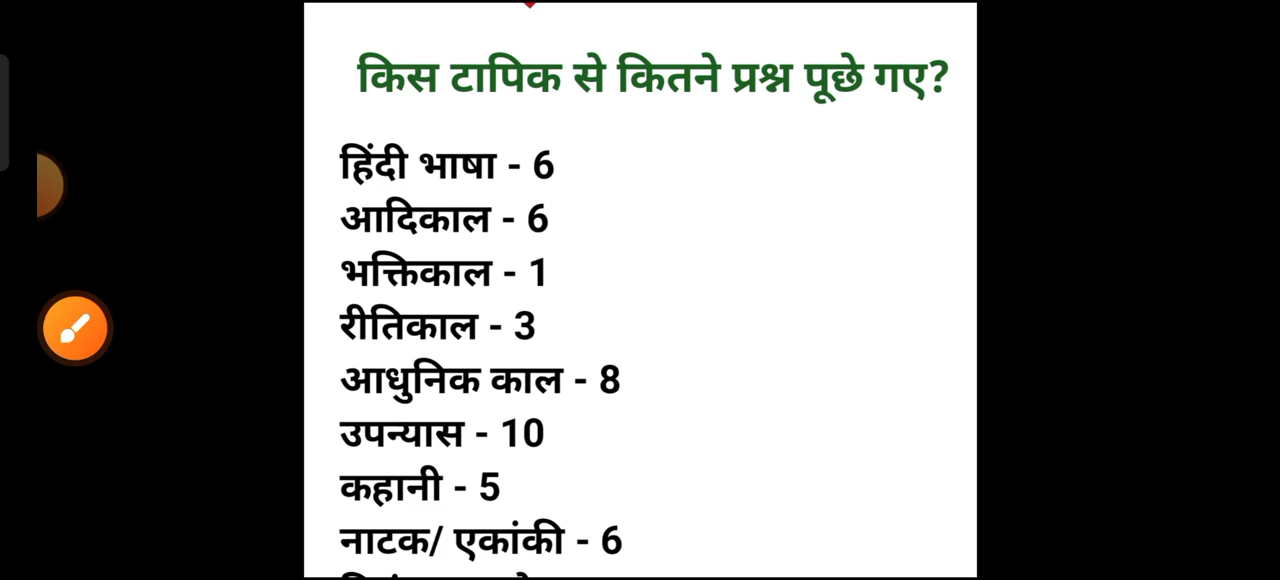 किस टापिक से कितने प्रश्न पूछे गए?
हिंदी भाषा - 6
आदिकाल - 6
भक्तिकाल - 1
रीतिकाल - 3
आधुनिक काल - 8
उपन्यास - 10
कहानी - 5
नाटक/ एकांकी - 6